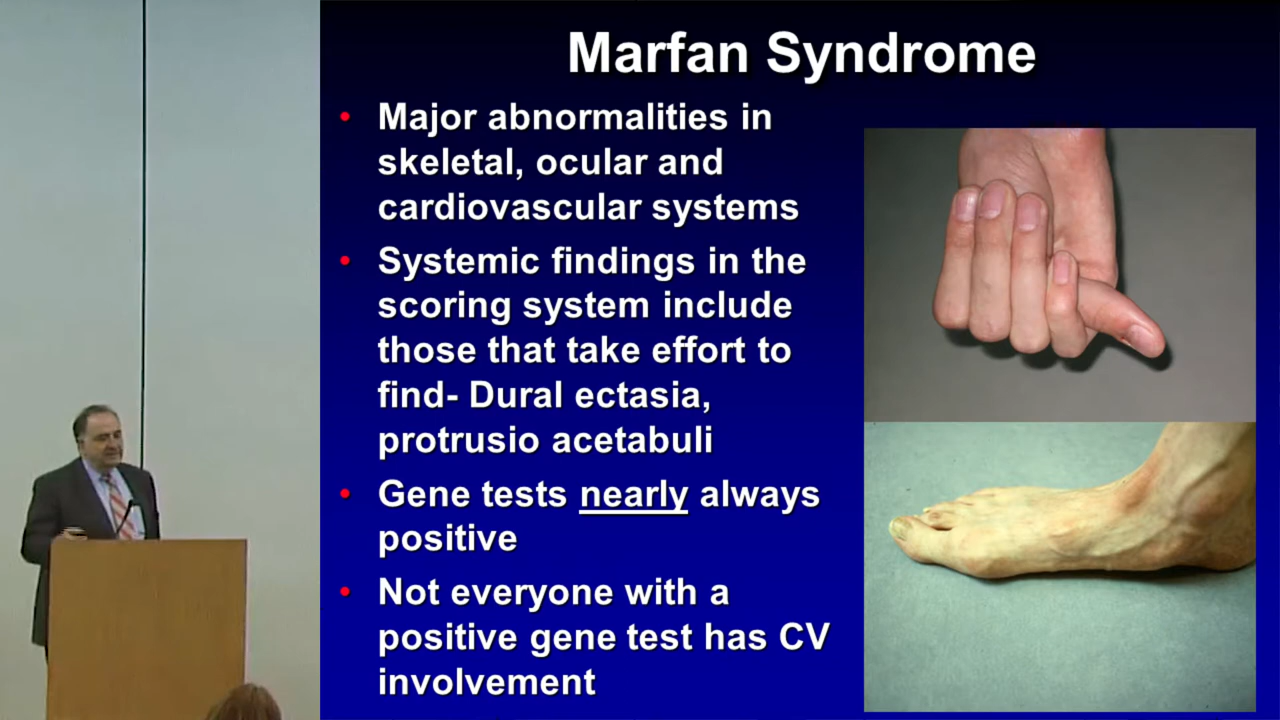 Marfan Syndrome
• Major abnormalities in
skeletal, ocular and
cardiovascular systems
• Systemic findings in the
scoring system include
those that take effort to
find- Dural ectasia,
protrusio acetabuli
• Gene tests nearly always
positive
• Not everyone with a
positive gene test has CV
involvement